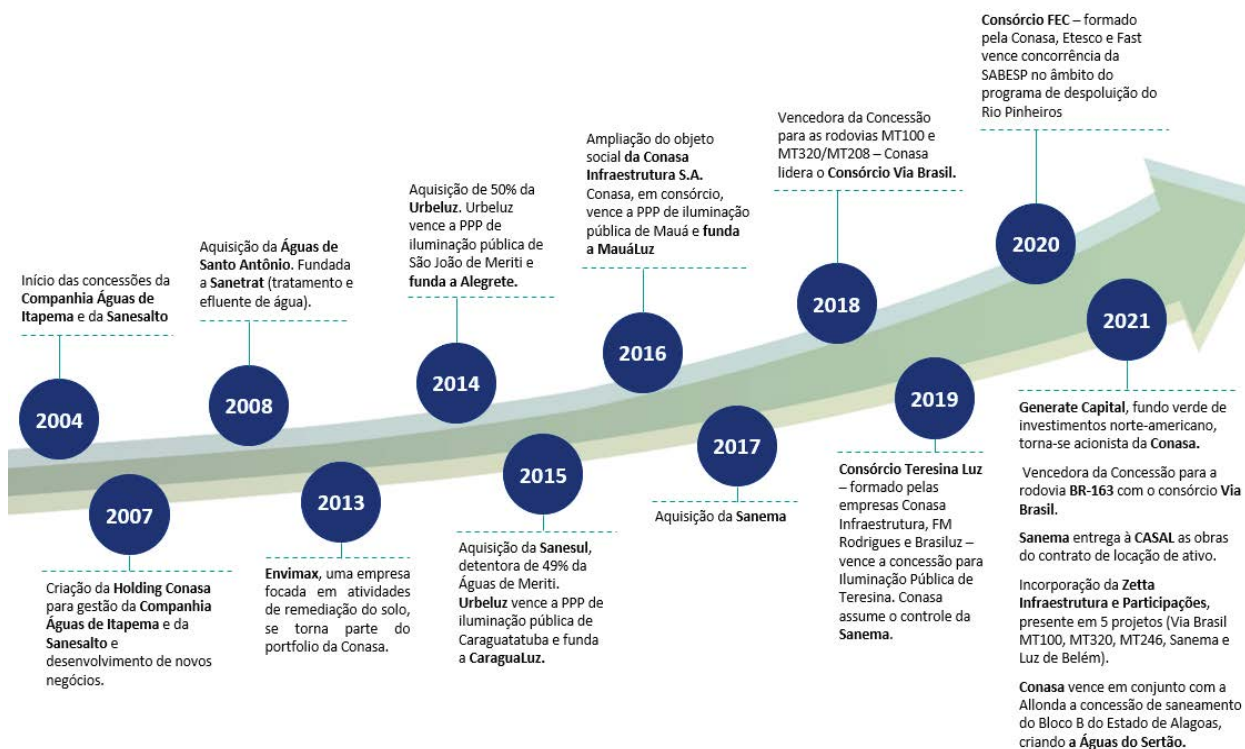 2004
Início das concessões da
Companhia Águas de
Itapema e da Sanesalto
2007
Criação da Holding Conasa
para gestão da Companhia
Águas de Itapema e da
Sanesalto e
desenvolvimento de novos
negócios.
2008
Aquisição da Águas de
Santo Antônio. Fundada
a Sanetrat (tratamento e
efluente de água).
2013
Envimax, uma empresa
focada em atividades
de remediação do solo,
se torna parte do
portfolio da Conasa.
2014
Aquisição de 50% da
Urbeluz. Urbeluz
vence a PPP de
iluminação pública de
São João de Meriti e
funda a Alegrete.
2015
Aquisição da Sanesul,
detentora de 49% da
Águas de Meriti.
Urbeluz vence a PPP de
iluminação pública de
Caraguatatuba e funda
a CaraguaLuz.
2016
Ampliação do objeto
social da Conasa
Infraestrutura S.A.
Conasa, em consórcio,
vence a PPP de iluminação
pública de Mauá e funda
a MauáLuz
2017
Aquisição da Sanema
2018
Vencedora da Concessão
para as rodovias MT100 e
MT320/MT208 – Conasa
lidera o Consórcio Via Brasil.
2019
Consórcio Teresina Luz
– formado pelas
empresas Conasa
Infraestrutura, FM
Rodrigues e Brasiluz –
vence a concessão para
Iluminação Pública de
Teresina. Conasa
assume o controle da
Sanema.
2020
Consórcio FEC – formado
pela Conasa, Etesco e Fast
vence concorrência da
SABESP no âmbito do
programa de despoluição do
Rio Pinheiros
2021
Generate Capital, fundo verde de
investimentos norte-americano,
torna-se acionista da Conasa.
Vencedora da Concessão para a
rodovia BR-163 com o consórcio Via
Brasil.
Sanema entrega à CASAL as obras
do contrato de locação de ativo.
Incorporação da Zetta
Infraestrutura e Participações,
presente em 5 projetos (Via Brasil
MT100, MT320, MT246, Sanema e
Luz de Belém).
Conasa vence em conjunto com a
Allonda a concessão de saneamento
do Bloco B do Estado de Alagoas,
criando a Águas do Sertão.